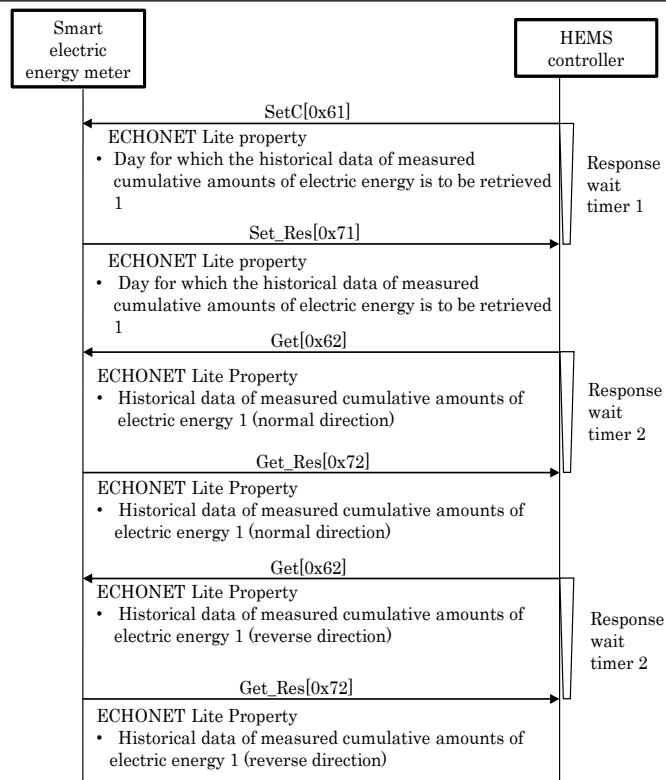 Smart
electric
energy meter
HEMS
controller
SetC[0x61]
ECHONET Lite property
• Day for which the historical data of measured
cumulative amounts of electric energy is to be retrieved
1
Response
wait
timer 1
Set_Res[0x71]
ECHONET Lite property
• Day for which the historical data of measured
cumulative amounts of electric energy is to be retrieved
1
Get[0x62]
ECHONET Lite Property
• Historical data of measured cumulative amounts of
electric energy 1 (normal direction)
Response
wait
timer 2
Get_Res[0x72]
ECHONET Lite Property
• Historical data of measured cumulative amounts of
electric energy 1 (normal direction)
Get[0x62]
ECHONET Lite Property
• Historical data of measured cumulative amounts of
electric energy 1 (reverse direction)
Response
wait
timer 2
Get_Res[0x72]
ECHONET Lite Property
• Historical data of measured cumulative amounts of
electric energy 1 (reverse direction)